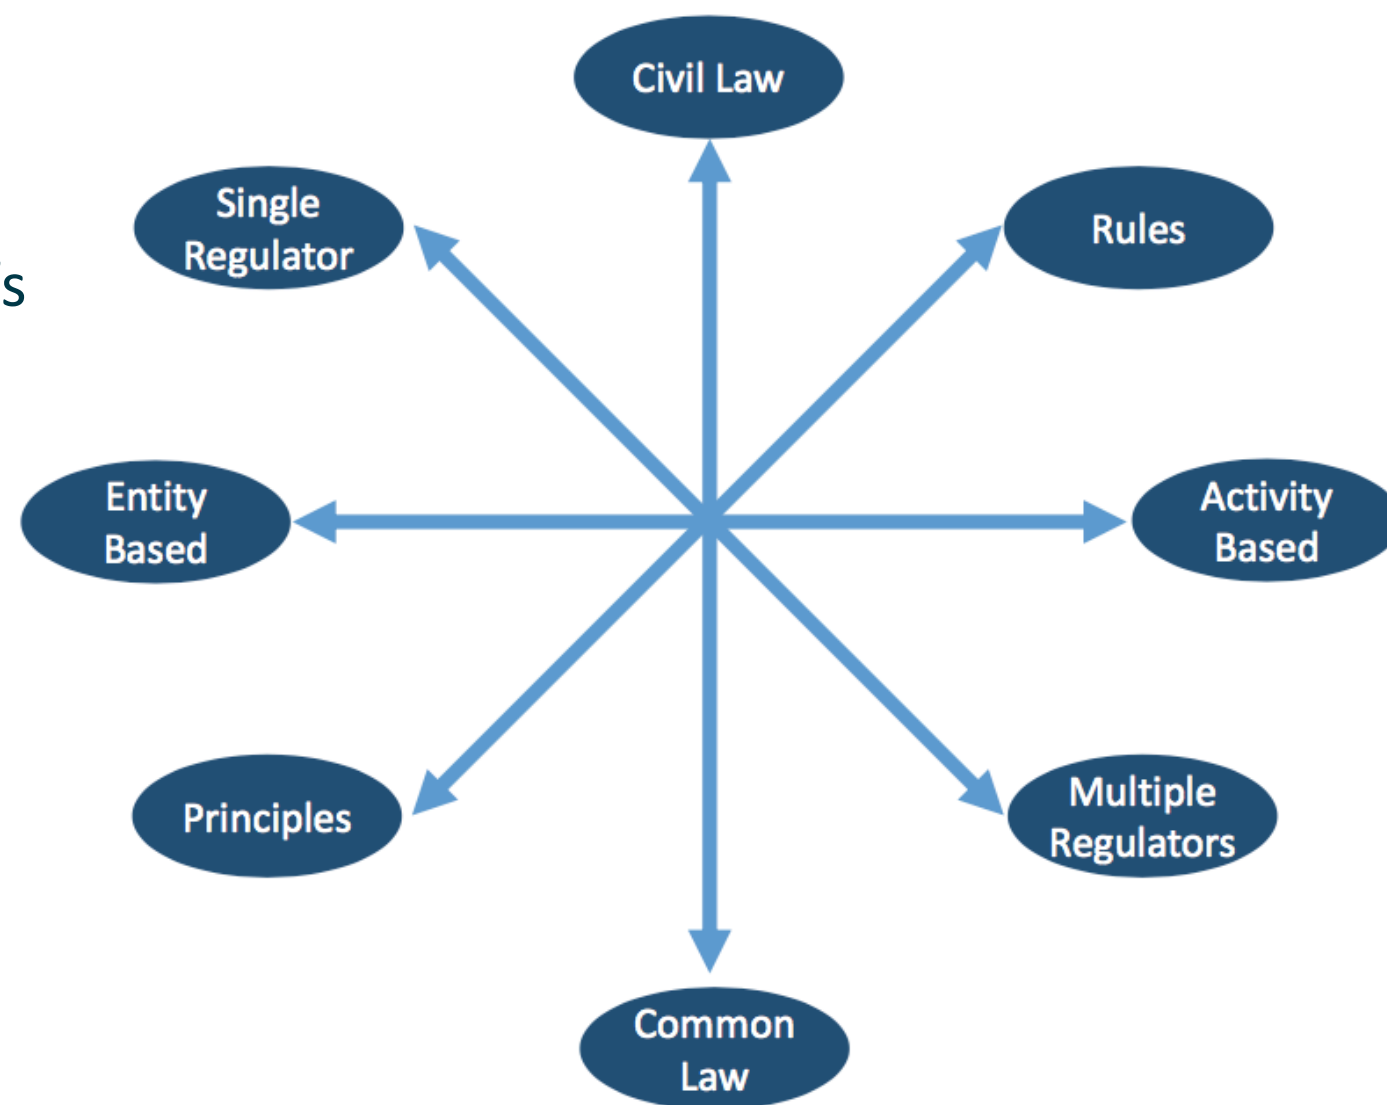 Civil Law
Single
Regulator
Rules
s
Entity
Based
Activity
Based
Principles
Multiple
Regulators
Common
Law